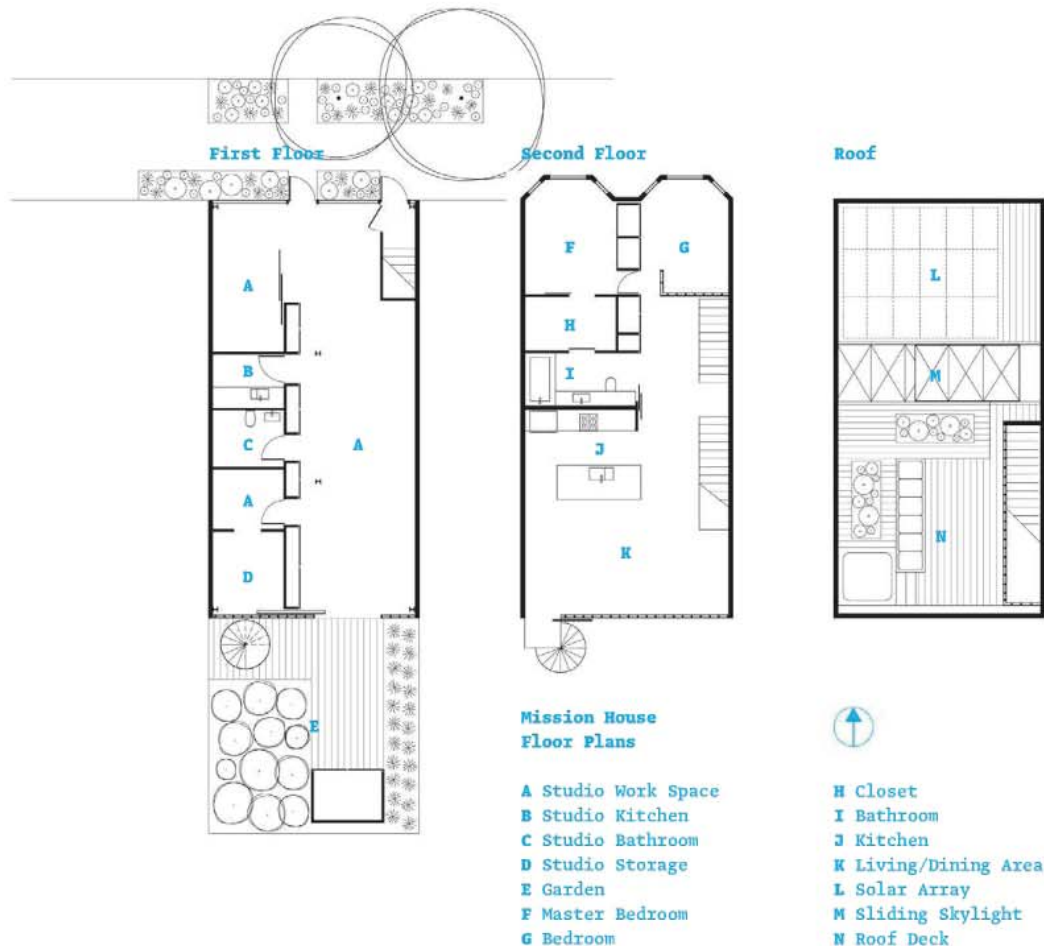 First Floor
Second Floor
Roof
A
B
C
A
A
D
E
F
G
H
I
J
K
L
M
N
Mission House
Floor Plans
A Studio Work Space
B Studio Kitchen
C Studio Bathroom
D Studio Storage
E Garden
F Master Bedroom
G Bedroom
H Closet
I Bathroom
J Kitchen
K Living/Dining Area
L Solar Array
M Sliding Skylight
N Roof Deck